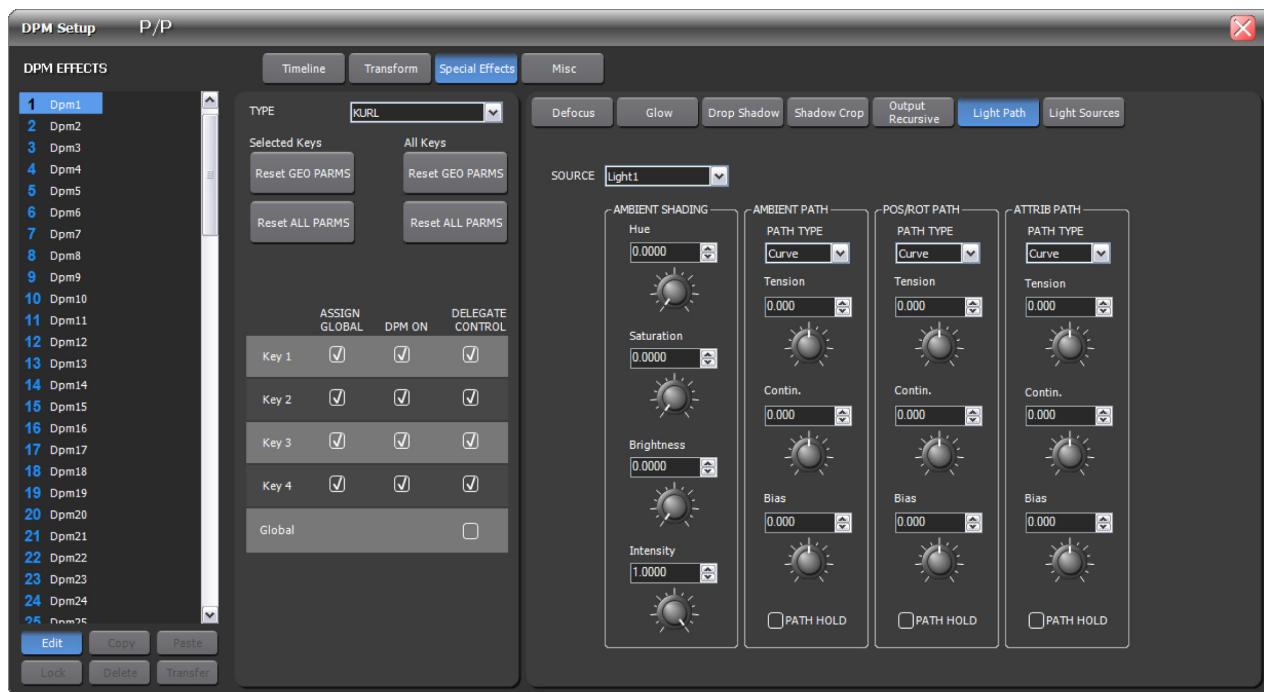 DPM Setup P/P
DPM EFFECTS
Timeline Transform Special Effects Misc
1 Dpm1
2 Dpm2
3 Dpm3
4 Dpm4
5 Dpm5
6 Dpm6
7 Dpm7
8 Dpm8
9 Dpm9
10 Dpm10
11 Dpm11
12 Dpm12
13 Dpm13
14 Dpm14
15 Dpm15
16 Dpm16
17 Dpm17
18 Dpm18
19 Dpm19
20 Dpm20
21 Dpm21
22 Dpm22
23 Dpm23
24 Dpm24
25 Dpm25
Edit Copy Paste
Lock Delete Transfer
TYPE KURL
Selected Keys All Keys
Reset GEO PARMS Reset GEO PARMS
Reset ALL PARMS Reset ALL PARMS
ASSIGN GLOBAL DPM ON DELEGATE CONTROL
Key 1
Key 2
Key 3
Key 4
Global
Defocus Glow Drop Shadow Shadow Crop Output Recursive Light Path Light Sources
SOURCE Light1
AMBIENT SHADING
Hue
0.0000
Saturation
0.0000
Brightness
0.0000
Intensity
1.0000
AMBIENT PATH
PATH TYPE
Curve
Tension
0.000
Contin.
0.000
Bias
0.000
PATH HOLD
POS/ROT PATH
PATH TYPE
Curve
Tension
0.000
Contin.
0.000
Bias
0.000
PATH HOLD
ATTRIB PATH
PATH TYPE
Curve
Tension
0.000
Contin.
0.000
Bias
0.000
PATH HOLD